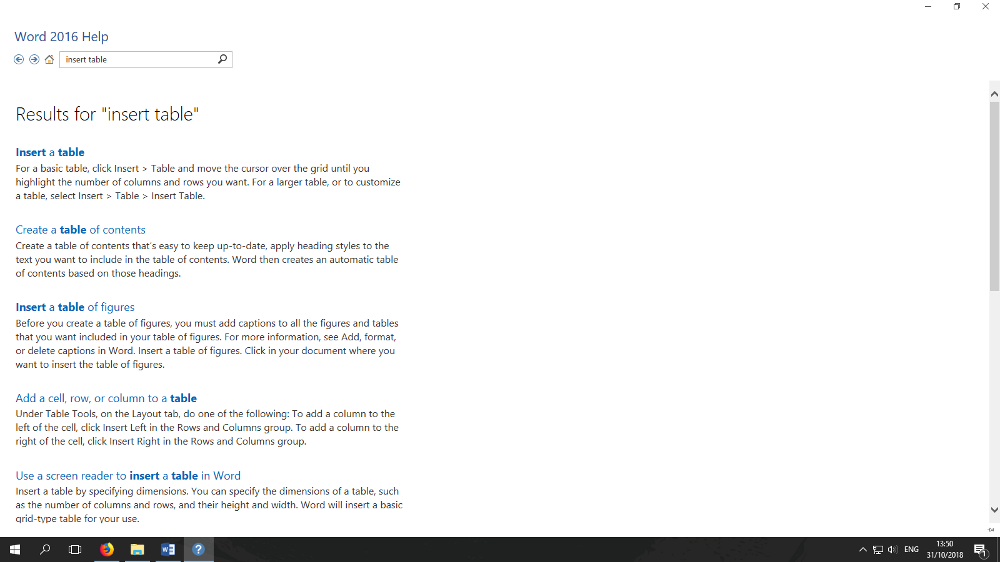 Word 2016 Help
insert table
Results for "insert table"
Insert a table
For a basic table, click Insert > Table and move the cursor over the grid until you
highlight the number of columns and rows you want. For a larger table, or to customize
a table, select Insert > Table > Insert Table.
Create a table of contents
Create a table of contents that’s easy to keep up-to-date, apply heading styles to the
text you want to include in the table of contents. Word then creates an automatic table
of contents based on those headings.
Insert a table of figures
Before you create a table of figures, you must add captions to all the figures and tables
that you want included in your table of figures. For more information, see Add, format,
or delete captions in Word. Insert a table of figures. Click in your document where you
want to insert the table of figures.
Add a cell, row, or column to a table
Under Table Tools, on the Layout tab, do one of the following: To add a column to the
left of the cell, click Insert Left in the Rows and Columns group. To add a column to the
right of the cell, click Insert Right in the Rows and Columns group.
Use a screen reader to insert a table in Word
Insert a table by specifying dimensions. You can specify the dimensions of a table, such
as the number of columns and rows, and their height and width. Word will insert a basic
grid-type table for your use.
W
?
ENG
13:50
31/10/2018
1